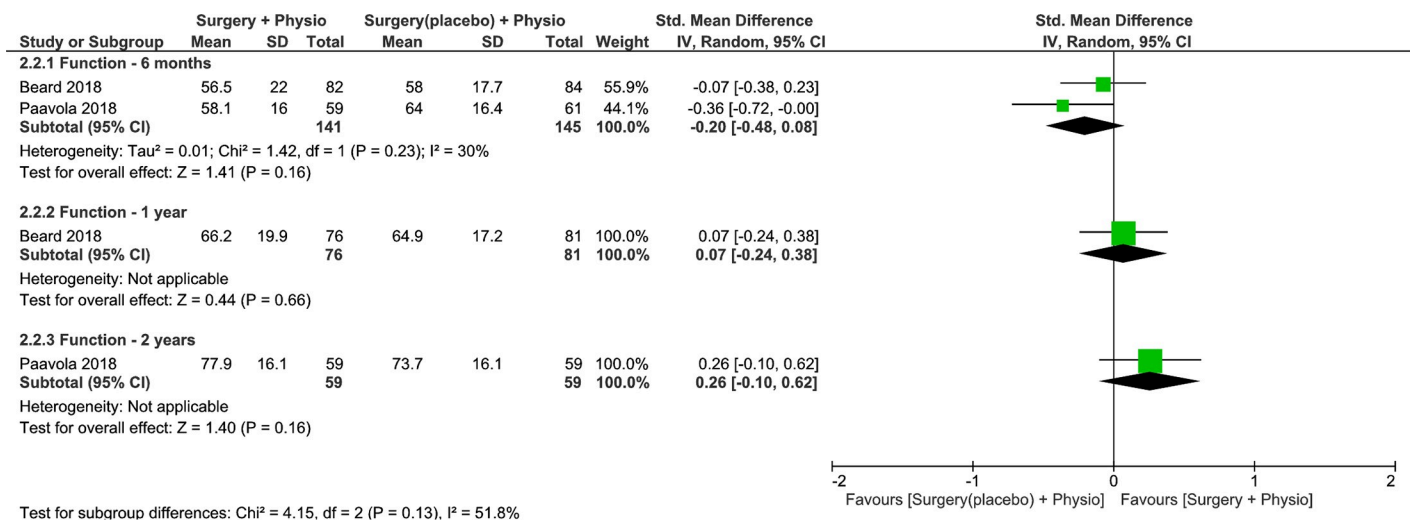 Surgery + Physio Surgery(placebo) + Physio Std. Mean Difference Std. Mean Difference
Study or Subgroup Mean SD Total Mean SD Total Weight IV, Random, 95% CI IV, Random, 95% CI
2.2.1 Function - 6 months
Beard 2018 56.5 22 82 58 17.7 84 55.9% -0.07 [-0.38, 0.23]
Paavola 2018 58.1 16 59 64 16.4 61 44.1% -0.36 [-0.72, -0.00]
Subtotal (95% CI) 141 145 100.0% -0.20 [-0.48, 0.08]
Heterogeneity: Tau² = 0.01; Chi² = 1.42, df = 1 (P = 0.23); I² = 30%
Test for overall effect: Z = 1.41 (P = 0.16)
2.2.2 Function - 1 year
Beard 2018 66.2 19.9 76 64.9 17.2 81 100.0% 0.07 [-0.24, 0.38]
Subtotal (95% CI) 76 81 100.0% 0.07 [-0.24, 0.38]
Heterogeneity: Not applicable
Test for overall effect: Z = 0.44 (P = 0.66)
2.2.3 Function - 2 years
Paavola 2018 77.9 16.1 59 73.7 16.1 59 100.0% 0.26 [-0.10, 0.62]
Subtotal (95% CI) 59 59 100.0% 0.26 [-0.10, 0.62]
Heterogeneity: Not applicable
Test for overall effect: Z = 1.40 (P = 0.16)
-2 -1 0 1 2
Favours [Surgery(placebo) + Physio] Favours [Surgery + Physio]
Test for subgroup differences: Chi² = 4.15, df = 2 (P = 0.13), I² = 51.8%